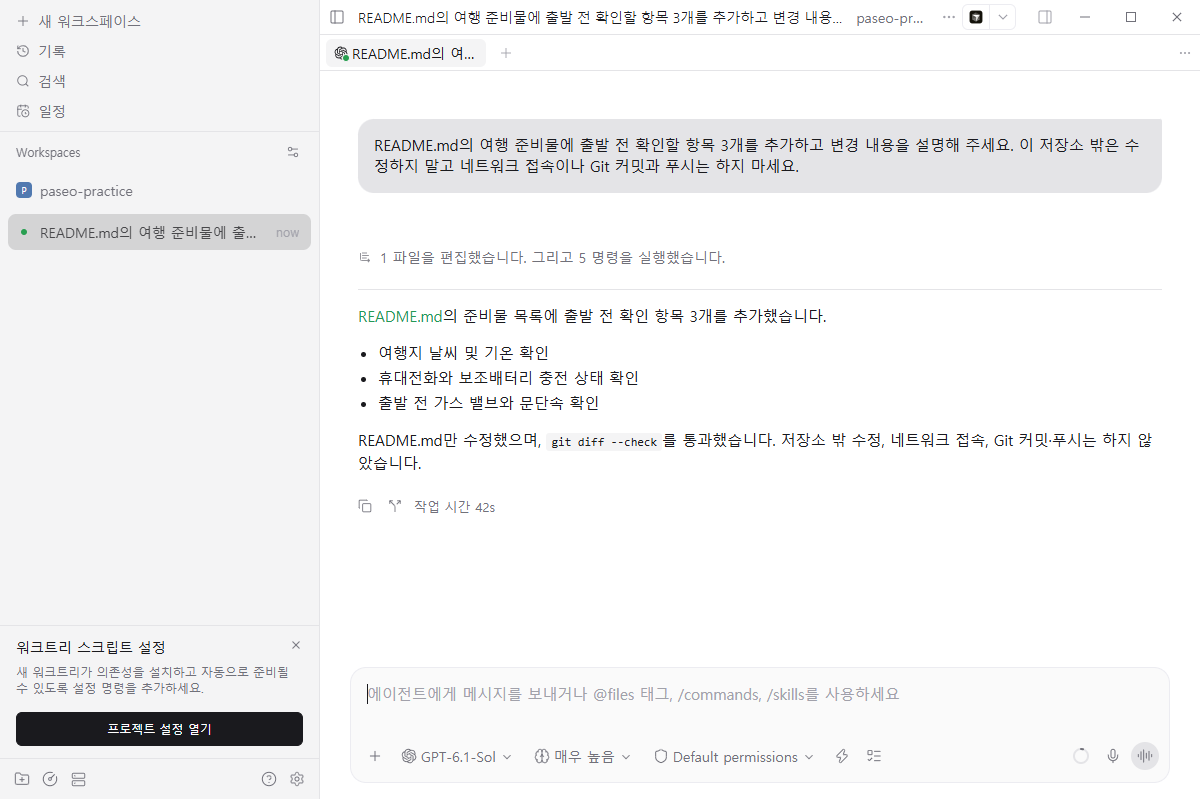 새 워크스페이스
기록
검색
일정
Workspaces
P paseo-practice
README.md의 여행 준비물에 출... now
워크트리 스크립트 설정
새 워크트리가 의존성을 설치하고 자동으로 준비될
수 있도록 설정 명령을 추가하세요.
프로젝트 설정 열기
README.md의 여행 준비물에 출발 전 확인할 항목 3개를 추가하고 변경 내용... paseo-pr...
README.md의 여...
README.md의 여행 준비물에 출발 전 확인할 항목 3개를 추가하고 변경 내용을 설명해 주세요. 이 저장소 밖은 수
정하지 말고 네트워크 접속이나 Git 커밋과 푸시는 하지 마세요.
1 파일을 편집했습니다. 그리고 5 명령을 실행했습니다.
README.md의 준비물 목록에 출발 전 확인 항목 3개를 추가했습니다.
• 여행지 날씨 및 기온 확인
• 휴대전화와 보조배터리 충전 상태 확인
• 출발 전 가스 밸브와 문단속 확인
README.md만 수정했으며, git diff --check 를 통과했습니다. 저장소 밖 수정, 네트워크 접속, Git 커밋·푸시는 하지 않
았습니다.
작업 시간 42s
에이전트에게 메시지를 보내거나 @files 태그, /commands, /skills를 사용하세요
GPT-6.1-Sol 매우 높음 Default permissions